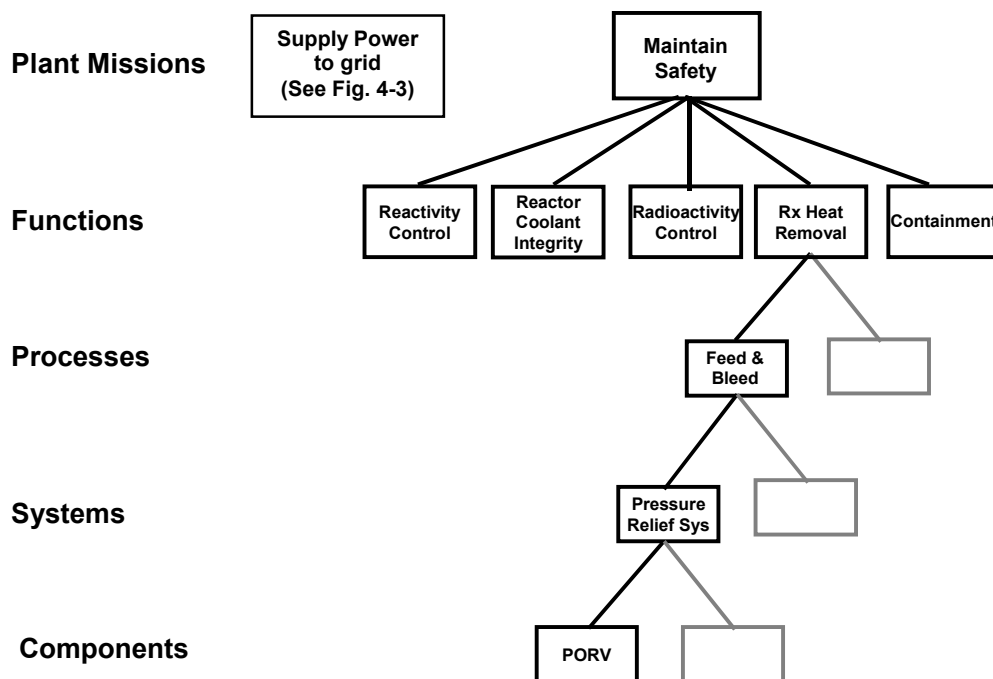 Plant Missions
Supply Power
to grid
(See Fig. 4-3)
Maintain
Safety
Functions
Reactivity
Control
Reactor
Coolant
Integrity
Radioactivity
Control
Rx Heat
Removal
Containment
Processes
Feed &
Bleed
Systems
Pressure
Relief Sys
Components
PORV